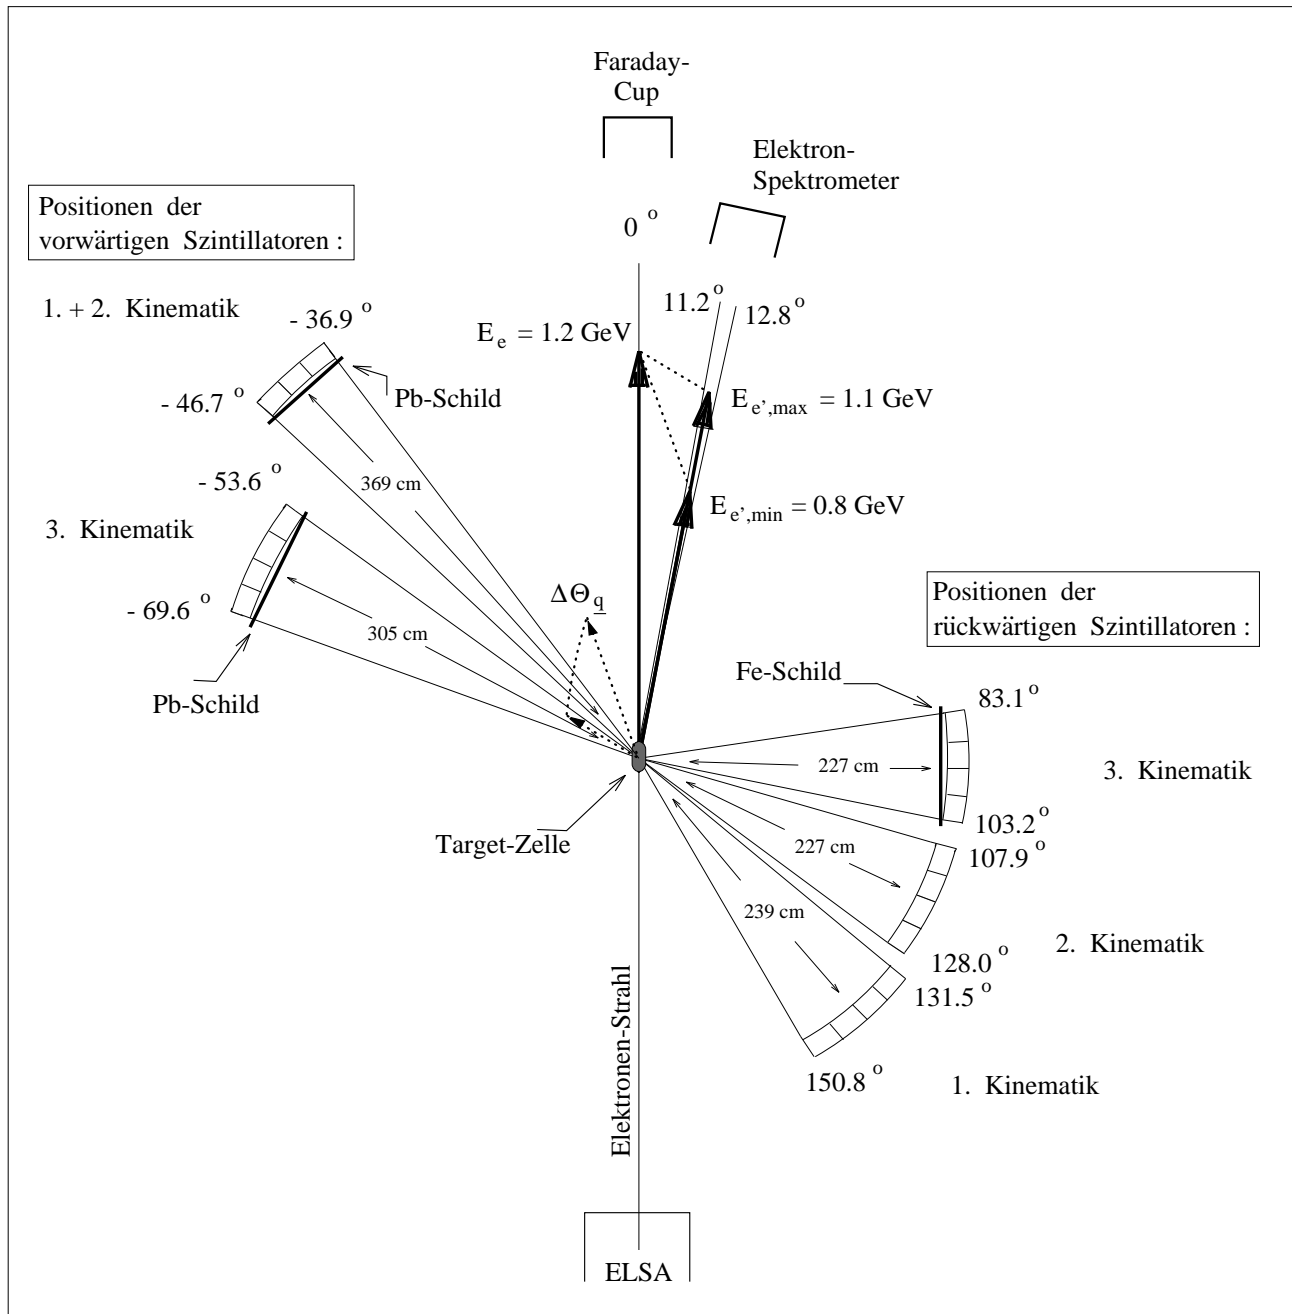 Faraday-
Cup
Elektron-
Spektrometer
Positionen der
vorwärtigen Szintillatoren :
0 °
1. + 2. Kinematik
- 36.9 °
11.2°
12.8°
E_e = 1.2 GeV
- 46.7 °
Pb-Schild
E_e',max = 1.1 GeV
- 53.6 °
369 cm
3. Kinematik
E_e',min = 0.8 GeV
ΔΘ_q
Positionen der
rückwärtigen Szintillatoren :
- 69.6 °
305 cm
Pb-Schild
Fe-Schild
83.1°
227 cm
3. Kinematik
103.2°
Target-Zelle
227 cm
107.9°
239 cm
2. Kinematik
128.0 °
131.5 °
Elektronen-Strahl
150.8 °
1. Kinematik
ELSA